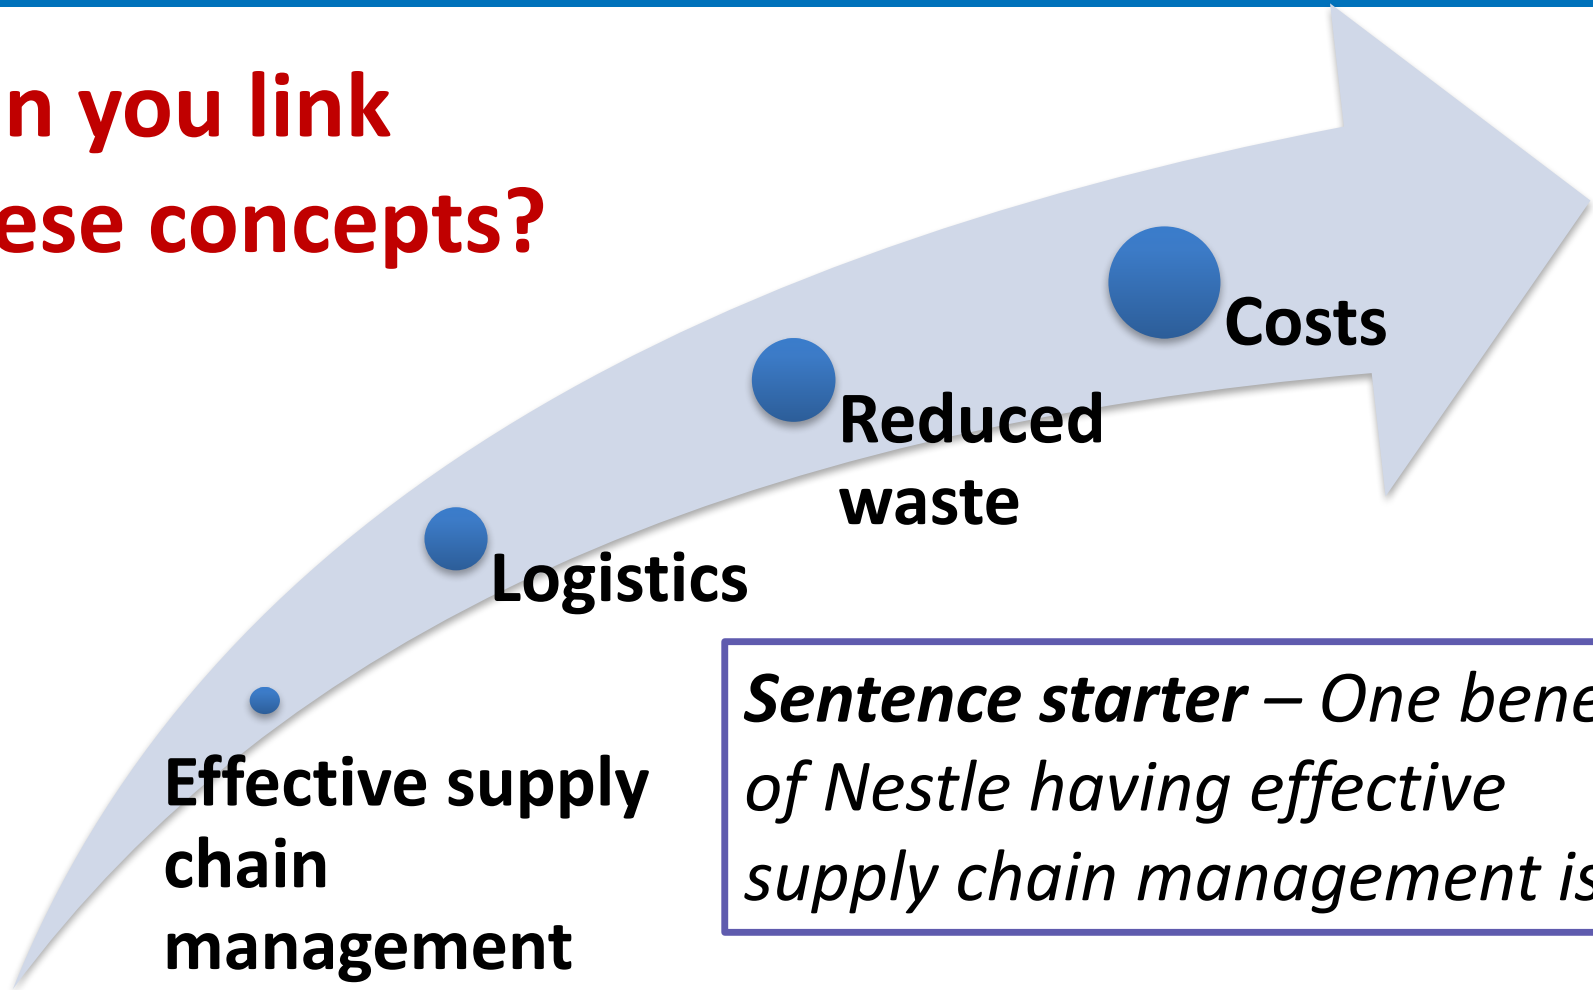 n you link
ese concepts?
Costs
Reduced
waste
Logistics
Effective supply
chain
management
Sentence starter – One bene
of Nestle having effective
supply chain management is